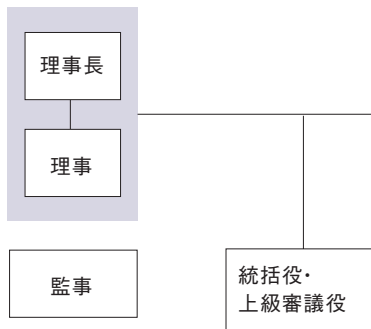 理事長
理事
監事
統括役・
上級審議役